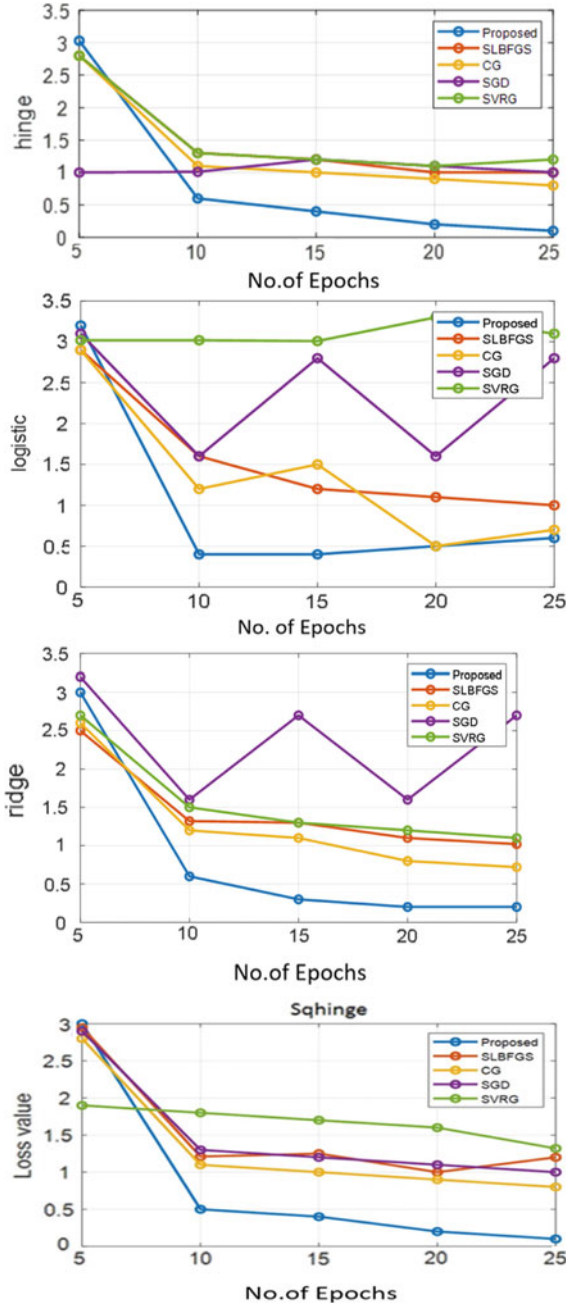 3.5
3
2.5
2
1.5
1
0.5
0
hinge
Proposed
SLBFGS
CG
SGD
SVRG
5 10 15 20 25
No.of Epochs
3.5
3
2.5
2
1.5
1
0.5
0
logistic
Proposed
SLBFGS
CG
SGD
SVRG
5 10 15 20 25
No. of Epochs
3.5
3
2.5
2
1.5
1
0.5
0
ridge
Proposed
SLBFGS
CG
SGD
SVRG
5 10 15 20 25
No.of Epochs
Sqhinge
3
2.5
2
1.5
1
0.5
0
Loss value
Proposed
SLBFGS
CG
SGD
SVRG
5 10 15 20 25
No.of Epochs